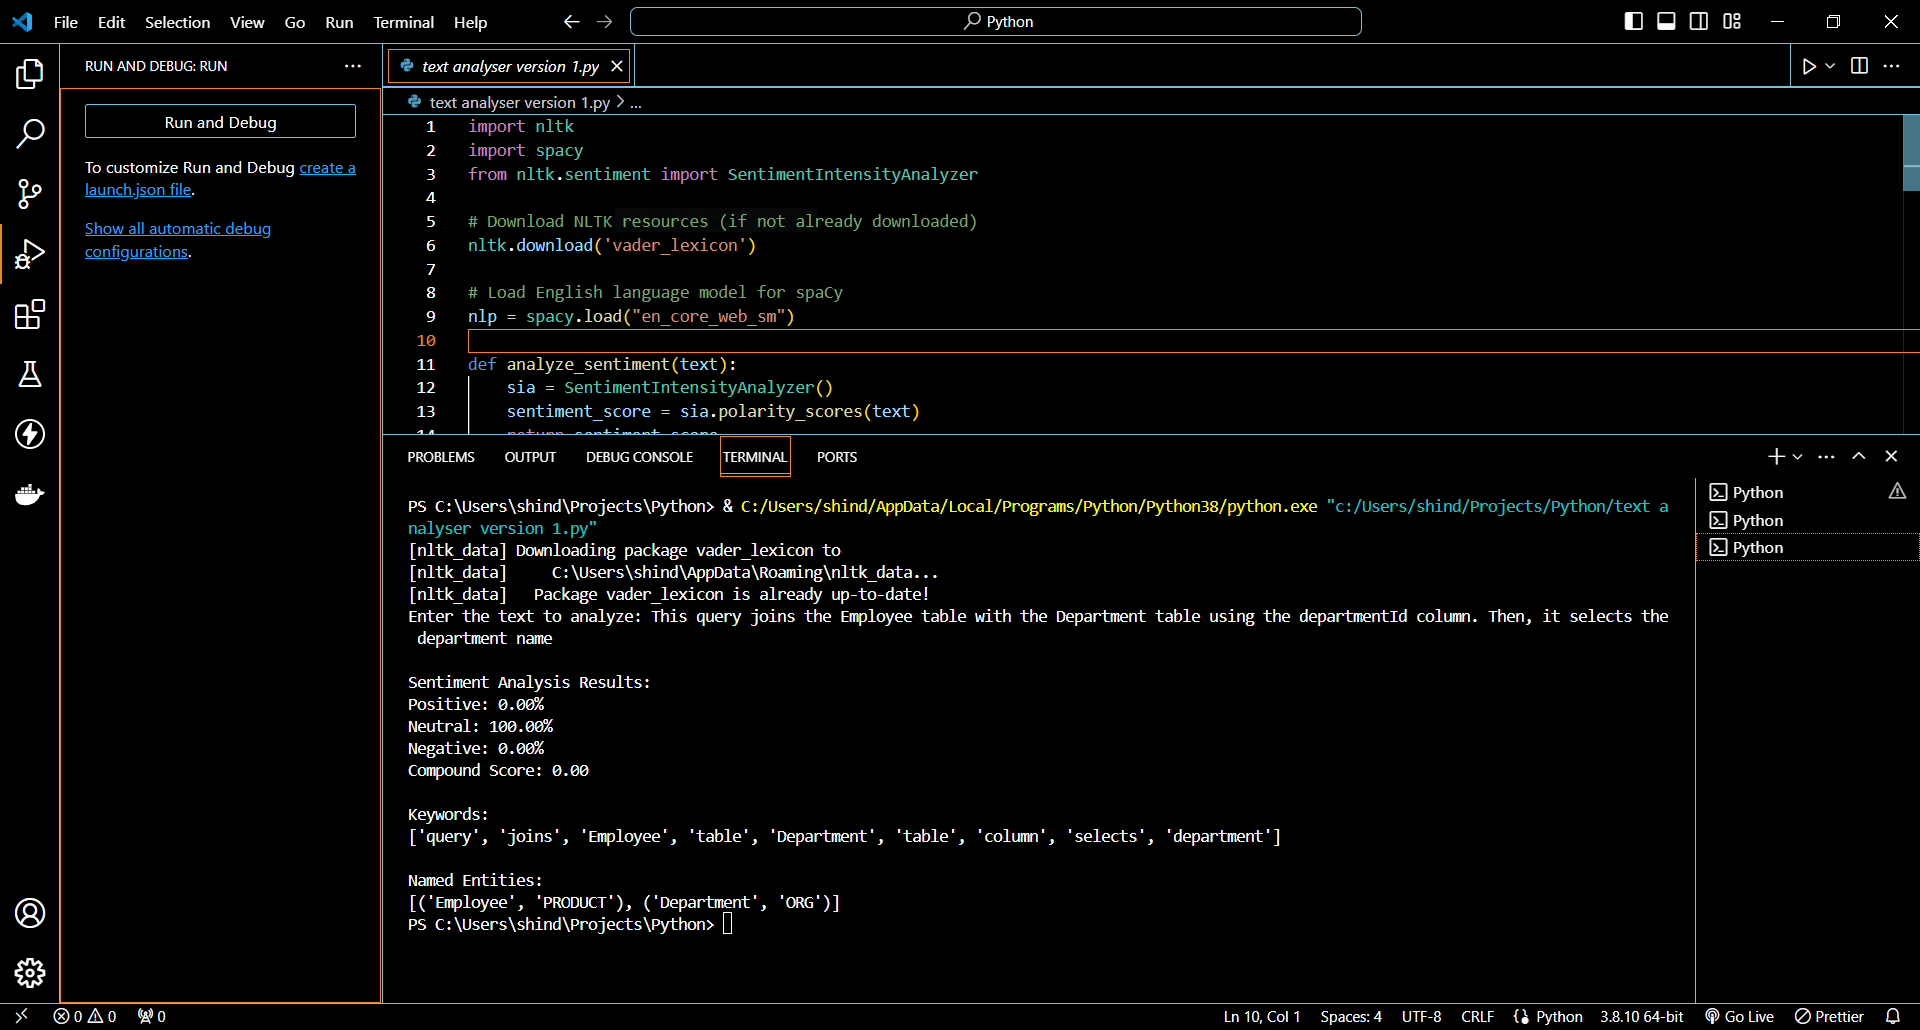 File Edit Selection View Go Run Terminal Help
Python
RUN AND DEBUG: RUN
Run and Debug
To customize Run and Debug create a
launch.json file.
Show all automatic debug
configurations.
text analyser version 1.py
text analyser version 1.py > ...
1 import nltk
2 import spacy
3 from nltk.sentiment import SentimentIntensityAnalyzer
4
5 # Download NLTK resources (if not already downloaded)
6 nltk.download('vader_lexicon')
7
8 # Load English language model for spaCy
9 nlp = spacy.load("en_core_web_sm")
10
11 def analyze_sentiment(text):
12 sia = SentimentIntensityAnalyzer()
13 sentiment_score = sia.polarity_scores(text)
14 return sentiment_score
PROBLEMS OUTPUT DEBUG CONSOLE TERMINAL PORTS
PS C:\Users\shind\Projects\Python> & C:/Users/shind/AppData/Local/Programs/Python/Python38/python.exe "c:/Users/shind/Projects/Python/text a
nalyser version 1.py"
[nltk_data] Downloading package vader_lexicon to
[nltk_data]     C:\Users\shind\AppData\Roaming\nltk_data...
[nltk_data]   Package vader_lexicon is already up-to-date!
Enter the text to analyze: This query joins the Employee table with the Department table using the departmentId column. Then, it selects the
department name
Sentiment Analysis Results:
Positive: 0.00%
Neutral: 100.00%
Negative: 0.00%
Compound Score: 0.00
Keywords:
['query', 'joins', 'Employee', 'table', 'Department', 'table', 'column', 'selects', 'department']
Named Entities:
[('Employee', 'PRODUCT'), ('Department', 'ORG')]
PS C:\Users\shind\Projects\Python>
Python
Python
Python
0 0 0
Ln 10, Col 1 Spaces: 4 UTF-8 CRLF Python 3.8.10 64-bit Go Live Prettier